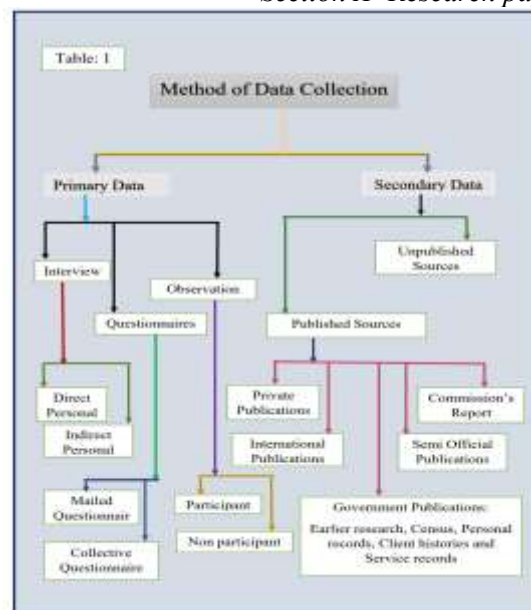 Table: 1
Method of Data Collection
Primary Data
Secondary Data
Unpublished
Sources
Interview
Observation
Questionnaires
Published Sources
Direct
Personal
Indirect
Personal
Private
Publications
International
Publications
Commission's
Report
Semi Official
Publications
Mailed
Questionnair
Collective
Questionnaire
Participant
Non participant
Government Publications:
Earlier research, Census, Personal
records, Client histories and
Service records